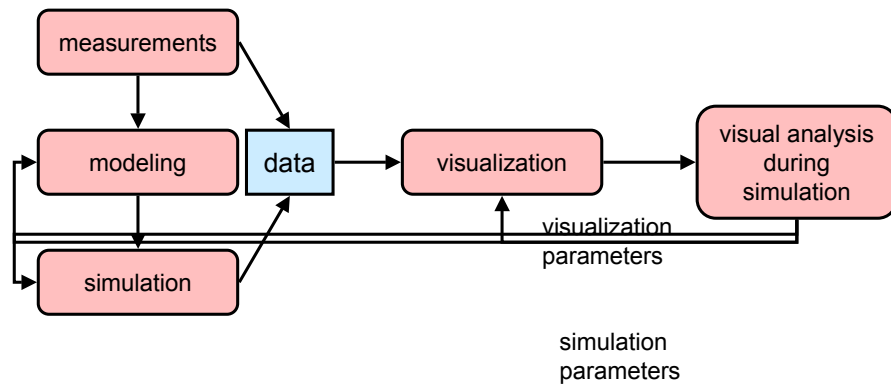 measurements
modeling
data
visualization
visual analysis
during
simulation
simulation
visualization
parameters
simulation
parameters